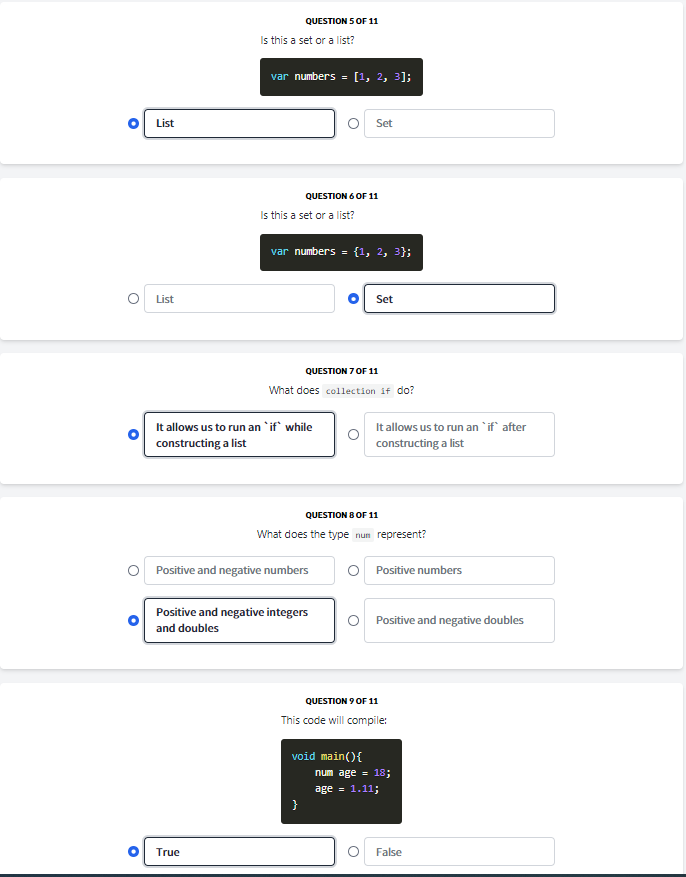 QUESTION 5 OF 11
Is this a set or a list?
var numbers = [1, 2, 3];
List
Set
QUESTION 6 OF 11
Is this a set or a list?
var numbers = {1, 2, 3};
List
Set
QUESTION 7 OF 11
What does collection if do?
It allows us to run an `if` while
constructing a list
It allows us to run an `if` after
constructing a list
QUESTION 8 OF 11
What does the type num represent?
Positive and negative numbers
Positive numbers
Positive and negative integers
and doubles
Positive and negative doubles
QUESTION 9 OF 11
This code will compile:
void main(){
num age = 18;
age = 1.11;
}
True
False